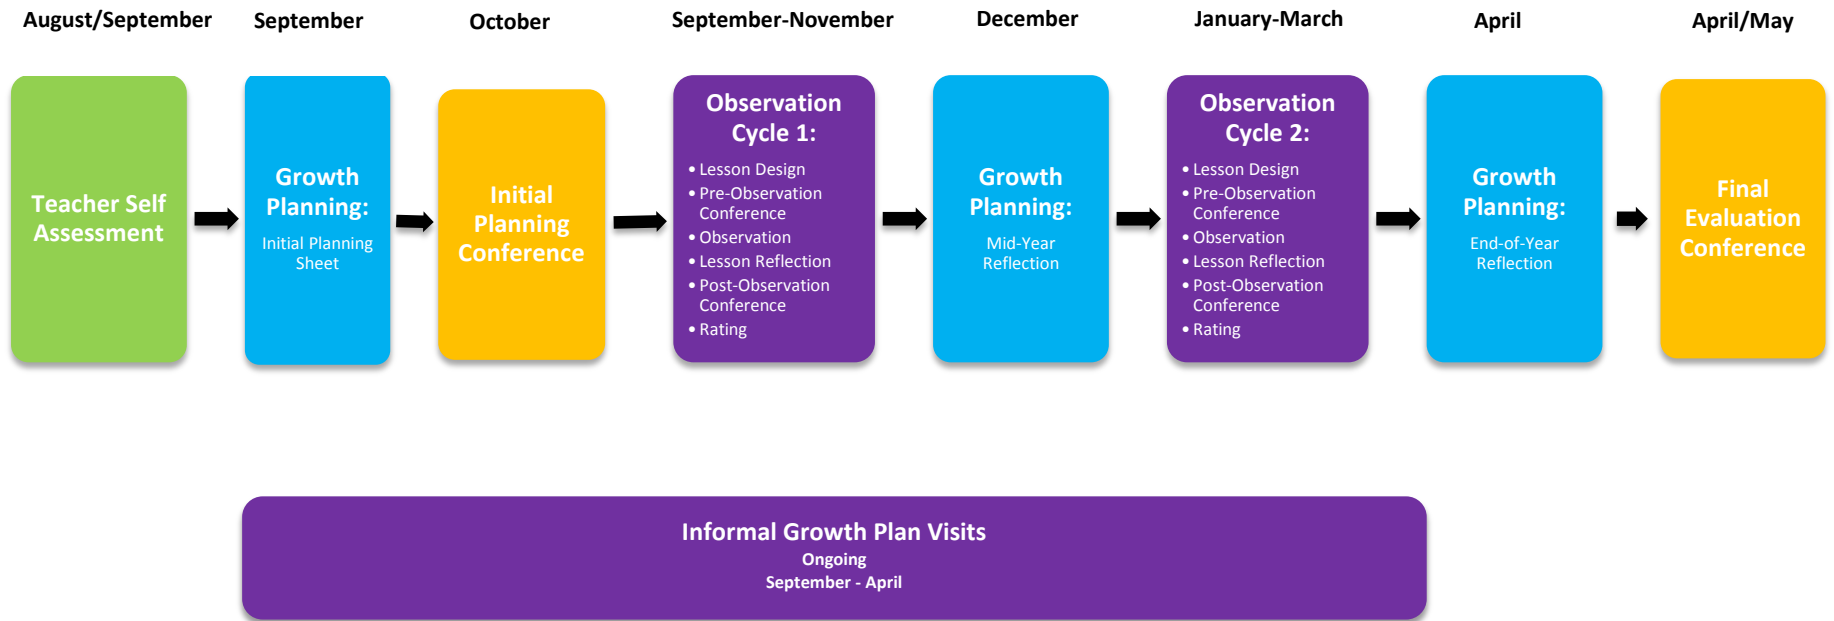 August/September
September
October
September-November
December
January-March
April
April/May
Teacher Self
Assessment
Growth
Planning:
Initial Planning
Sheet
Initial
Planning
Conference
Observation
Cycle 1:
• Lesson Design
• Pre-Observation
Conference
• Observation
• Lesson Reflection
• Post-Observation
Conference
• Rating
Growth
Planning:
Mid-Year
Reflection
Observation
Cycle 2:
• Lesson Design
• Pre-Observation
Conference
• Observation
• Lesson Reflection
• Post-Observation
Conference
• Rating
Growth
Planning:
End-of-Year
Reflection
Final
Evaluation
Conference
Informal Growth Plan Visits
Ongoing
September - April